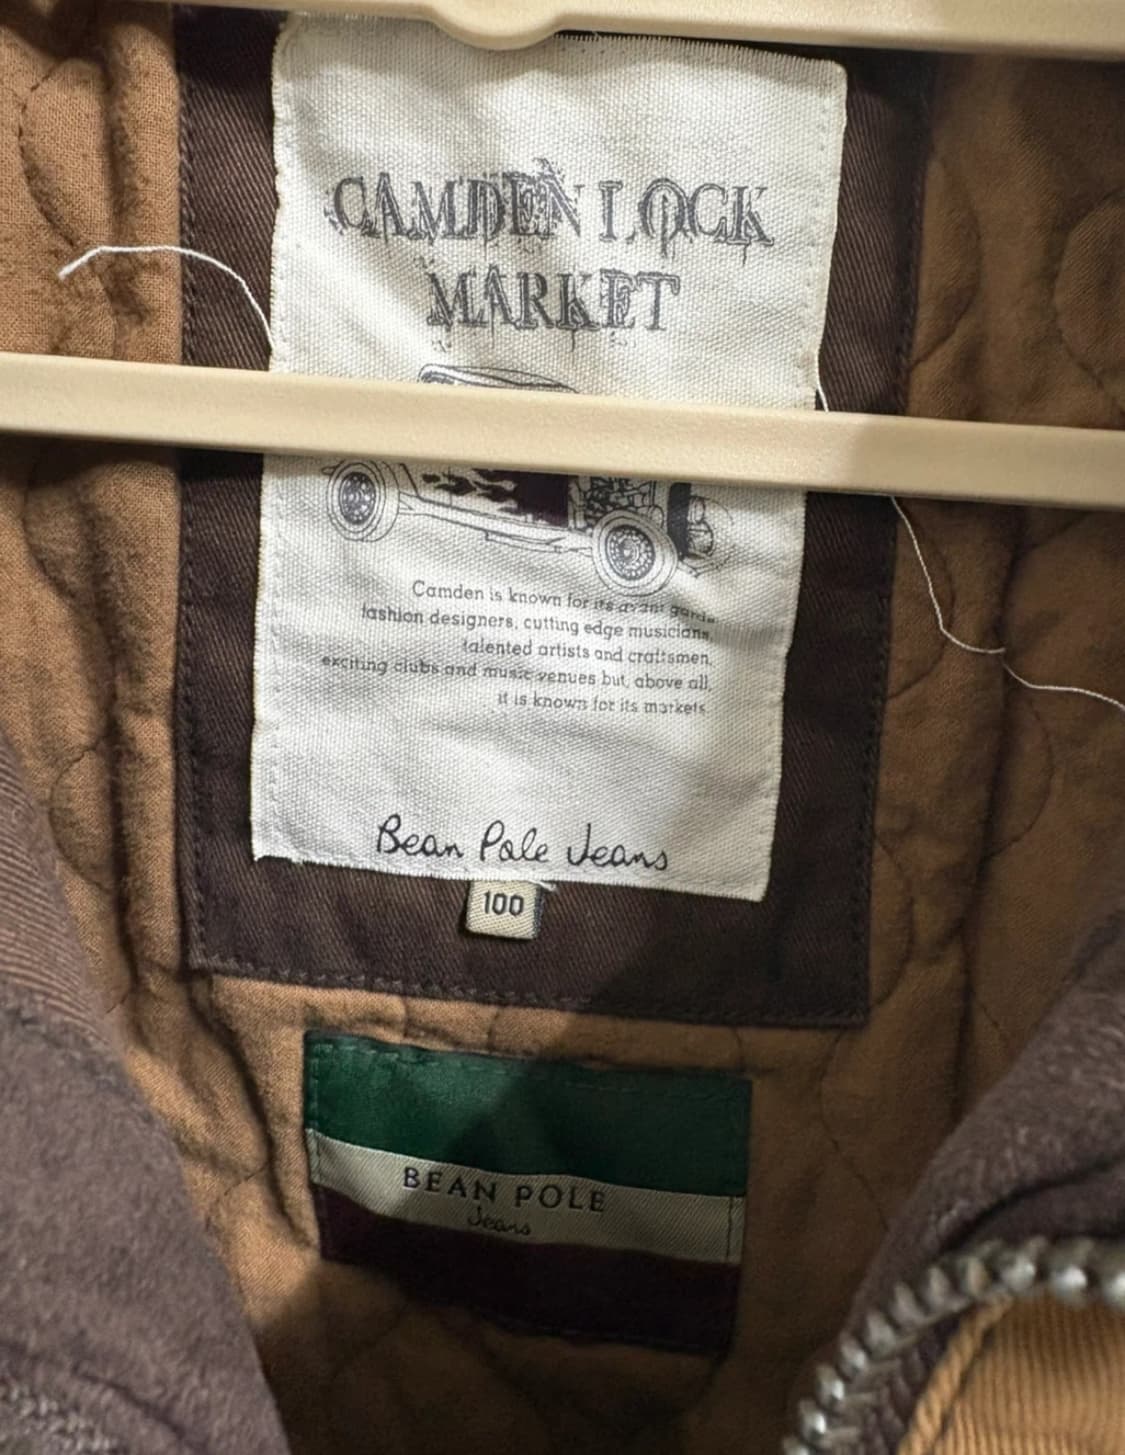 CAMDEN LOCK
MARKET
Camden is known for its avant garde
fashion designers, cutting edge musicians,
talented artists and craftsmen,
exciting clubs and music venues but, above all,
it is known for its markets.
Bean Pole Jeans
100
BEAN POLE
Jeans